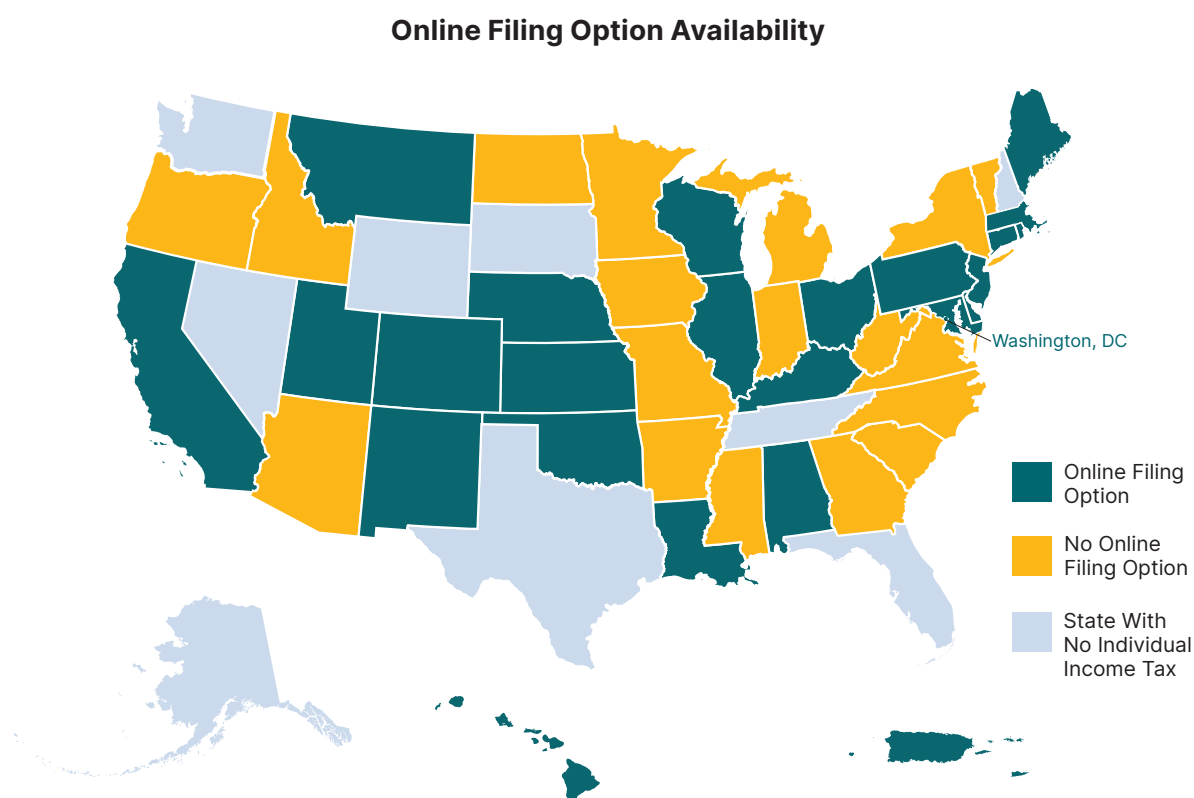 Online Filing Option Availability
Washington, DC
Online Filing
Option
No Online
Filing Option
State With
No Individual
Income Tax